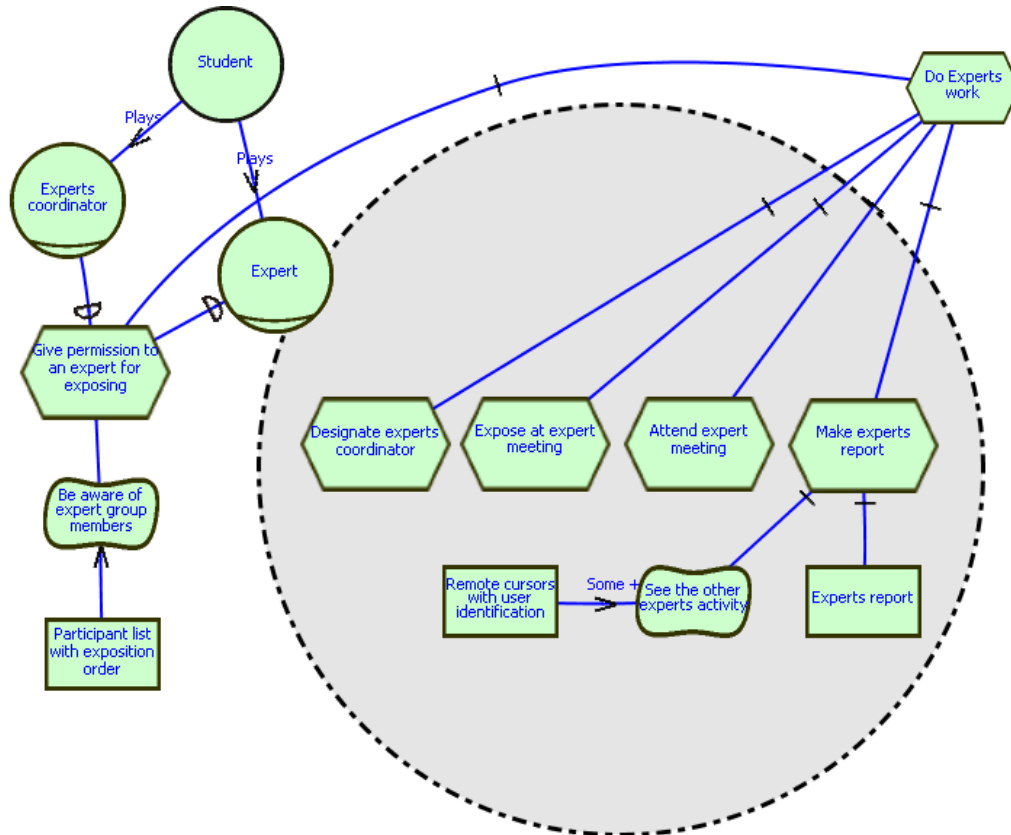 Student
Do Experts
work
Plays
Plays
Experts
coordinator
Expert
Give permission to
an expert for
exposing
Designate experts
coordinator
Expose at expert
meeting
Attend expert
meeting
Make experts
report
Be aware of
expert group
members
Remote cursors
with user
identification
Some +
See the other
experts activity
Experts report
Participant list
with exposition
order